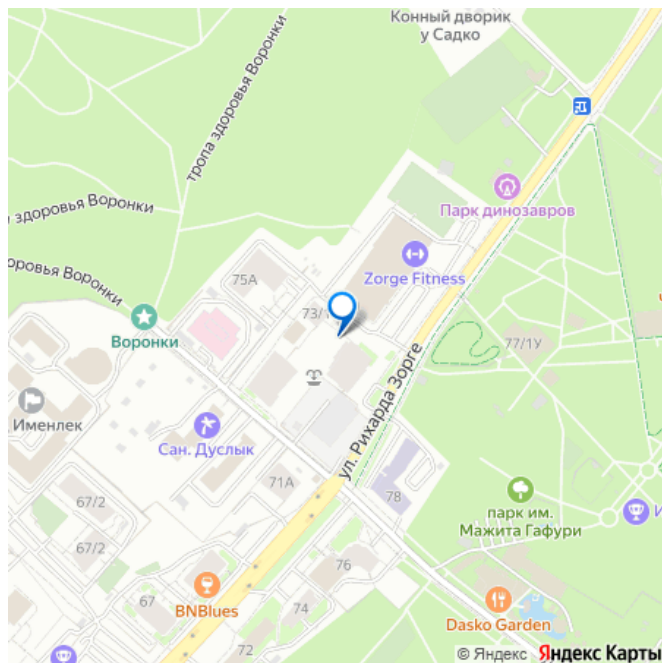 Конный дворик
у Садко
тропа здоровья Воронки
Парк динозавров
здоровья Воронки
Zorge Fitness
75А
оровья Воронки
73/1
Воронки
77/1У
ул. Рихарда Зорге
Именлек
Сан. Дуслык
71А
78
67/2
парк им.
Мажита Гафури
И
67/2
76
67
BNBlues
74
Dasko Garden
72
© Яндекс Яндекс Карты